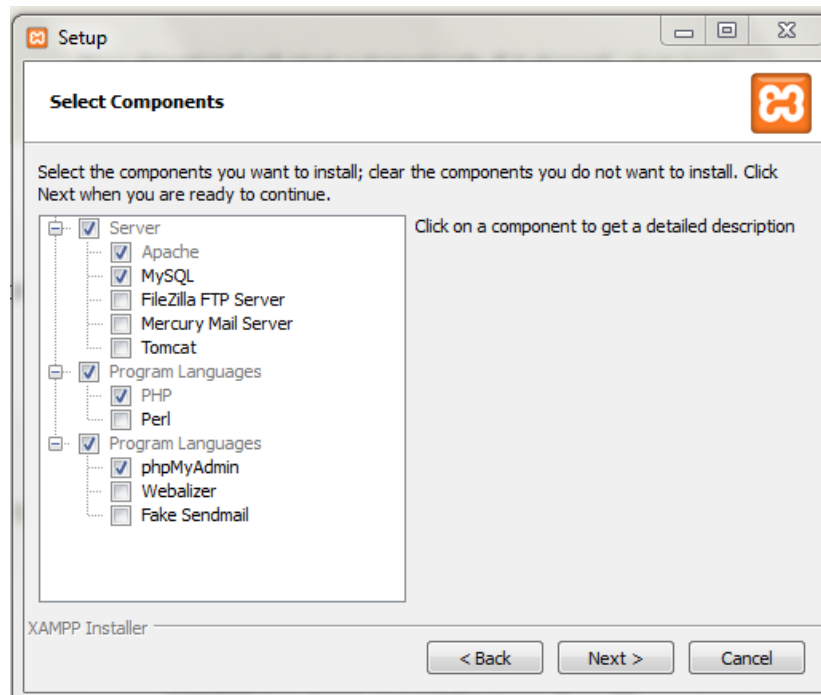 Setup
Select Components
Select the components you want to install; clear the components you do not want to install. Click
Next when you are ready to continue.
Server
Apache
MySQL
FileZilla FTP Server
Mercury Mail Server
Tomcat
Program Languages
PHP
Perl
Program Languages
phpMyAdmin
Webalizer
Fake Sendmail
Click on a component to get a detailed description
XAMPP Installer
< Back
Next >
Cancel